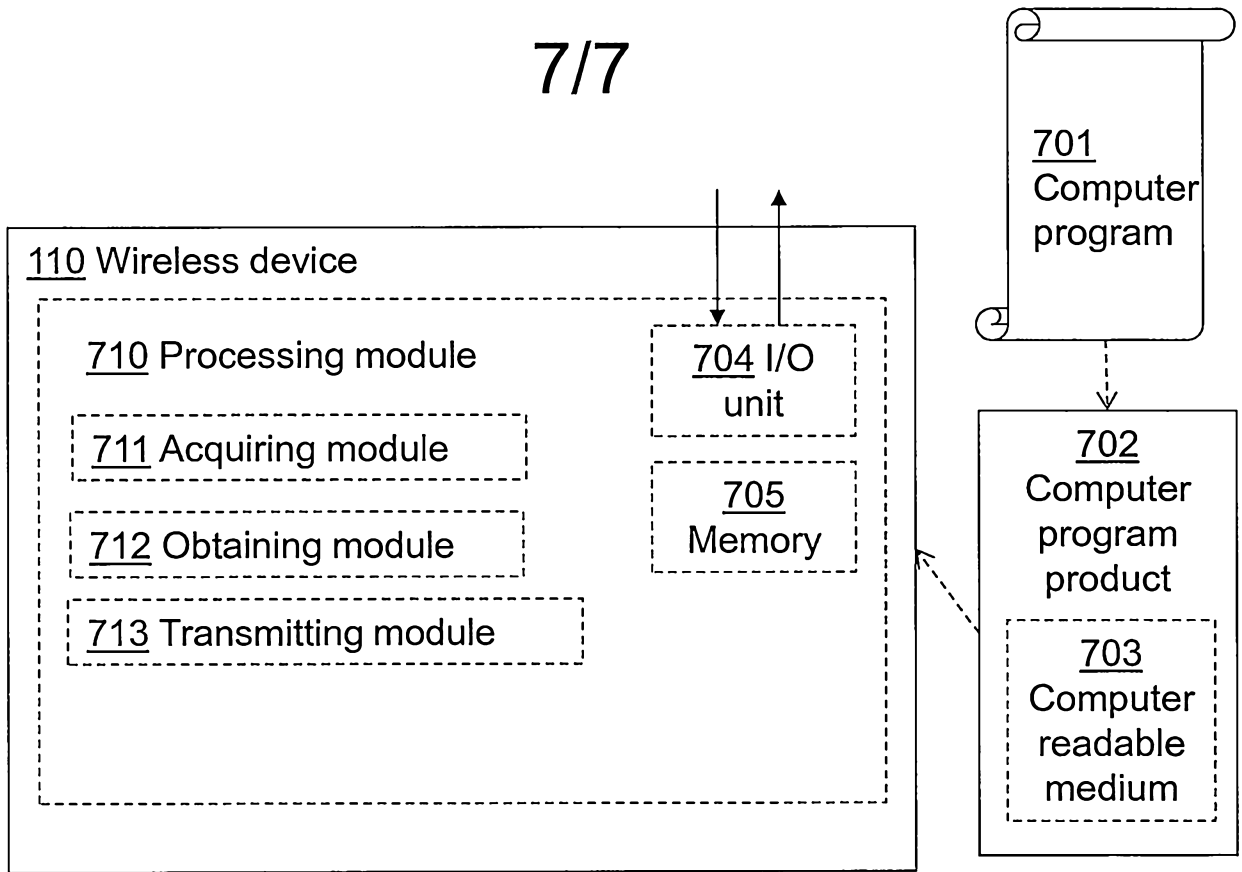 7/7
701
Computer
program
110 Wireless device
710 Processing module
704 I/O
unit
711 Acquiring module
705
Memory
712 Obtaining module
713 Transmitting module
702
Computer
program
product
703
Computer
readable
medium